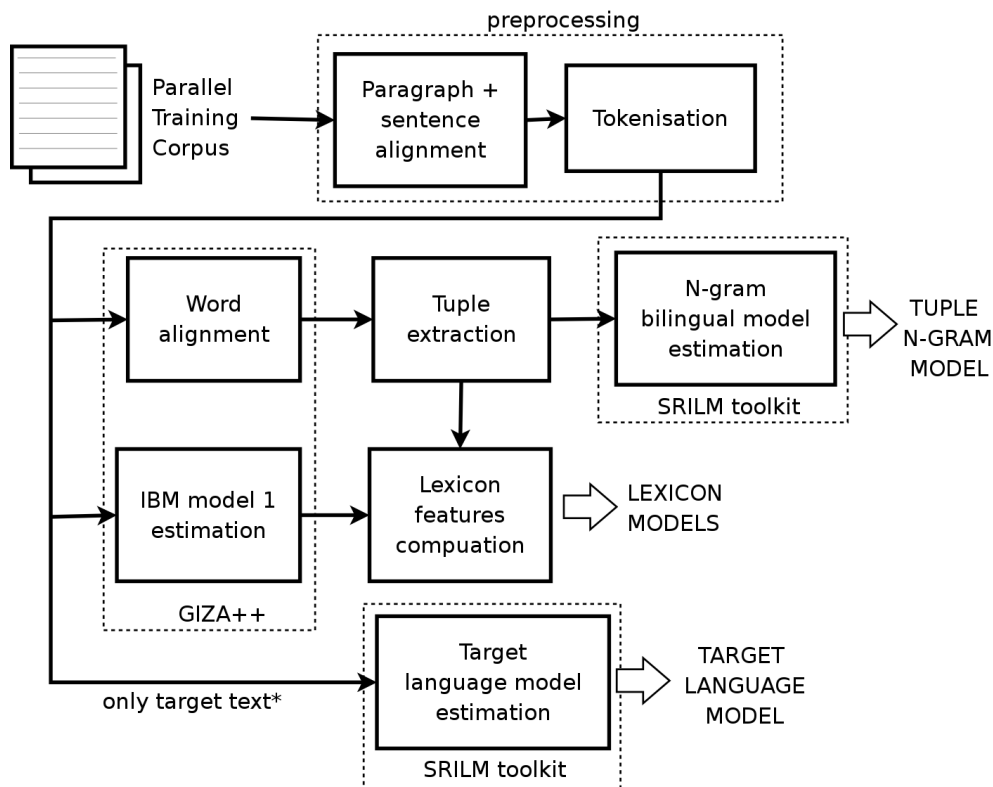 preprocessing
Parallel
Training
Corpus
Paragraph +
sentence
alignment
Tokenisation
Word
alignment
Tuple
extraction
N-gram
bilingual model
estimation
SRILM toolkit
TUPLE
N-GRAM
MODEL
IBM model 1
estimation
GIZA++
Lexicon
features
compuation
LEXICON
MODELS
only target text*
Target
language model
estimation
SRILM toolkit
TARGET
LANGUAGE
MODEL